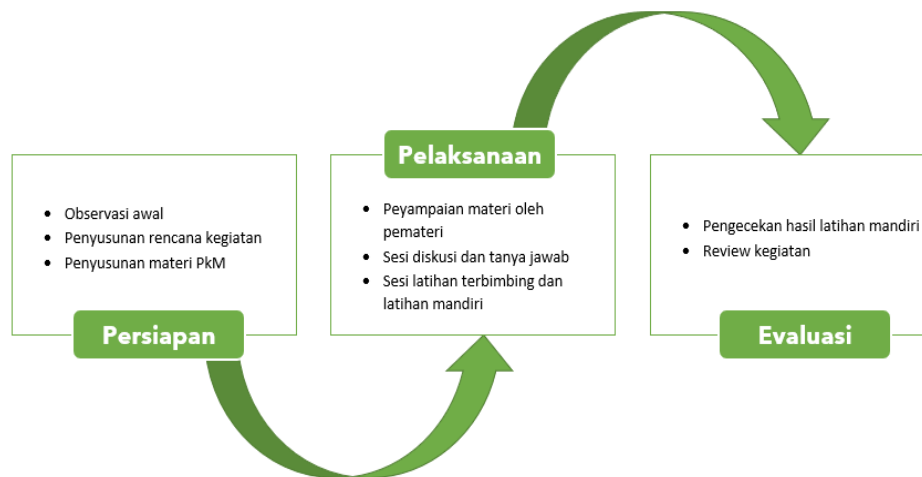 Persiapan
• Observasi awal
• Penyusunan rencana kegiatan
• Penyusunan materi PkM
Pelaksanaan
• Peyampaian materi oleh
pemateri
• Sesi diskusi dan tanya jawab
• Sesi latihan terbimbing dan
latihan mandiri
Evaluasi
• Pengecekan hasil latihan mandiri
• Review kegiatan